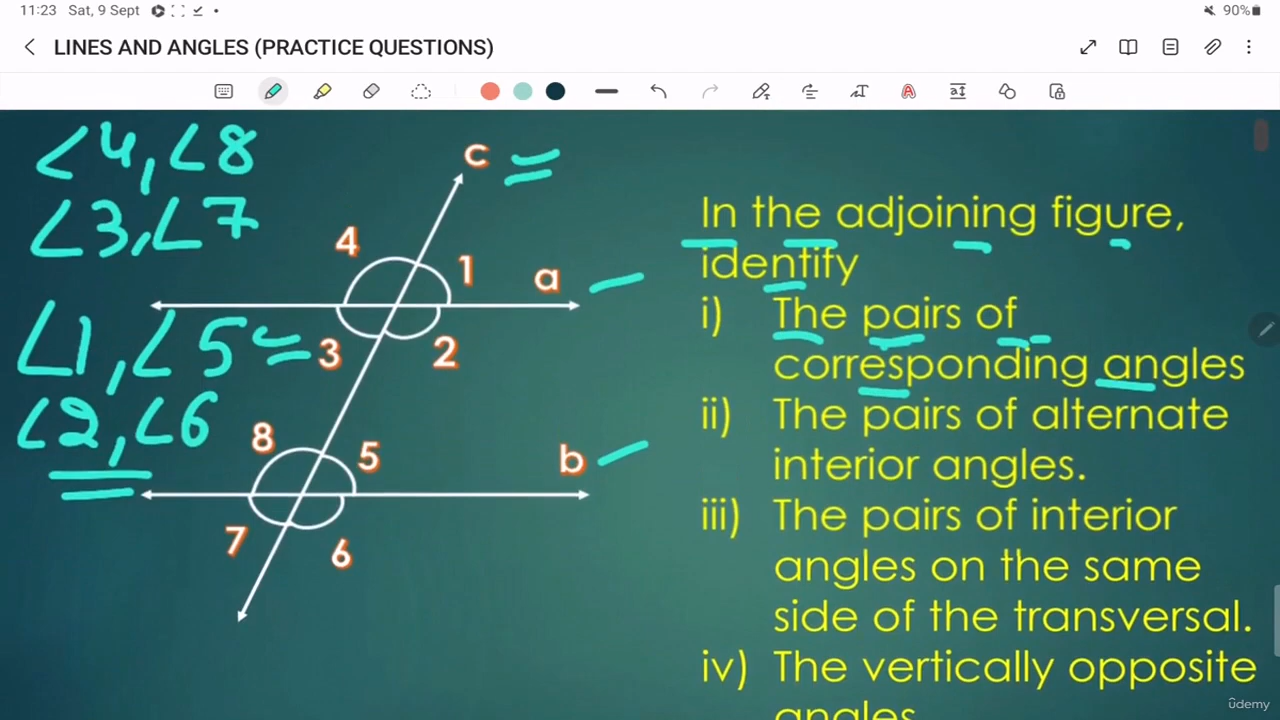 11:23 Sat, 9 Sept
90%
LINES AND ANGLES (PRACTICE QUESTIONS)
∠4,∠8
∠3,∠7
∠1,∠5
∠2,∠6
c
4
1
a
3
2
8
5
b
7
6
In the adjoining figure,
identify
i) The pairs of
corresponding angles
ii) The pairs of alternate
interior angles.
iii) The pairs of interior
angles on the same
side of the transversal.
iv) The vertically opposite
angles
ûdemy